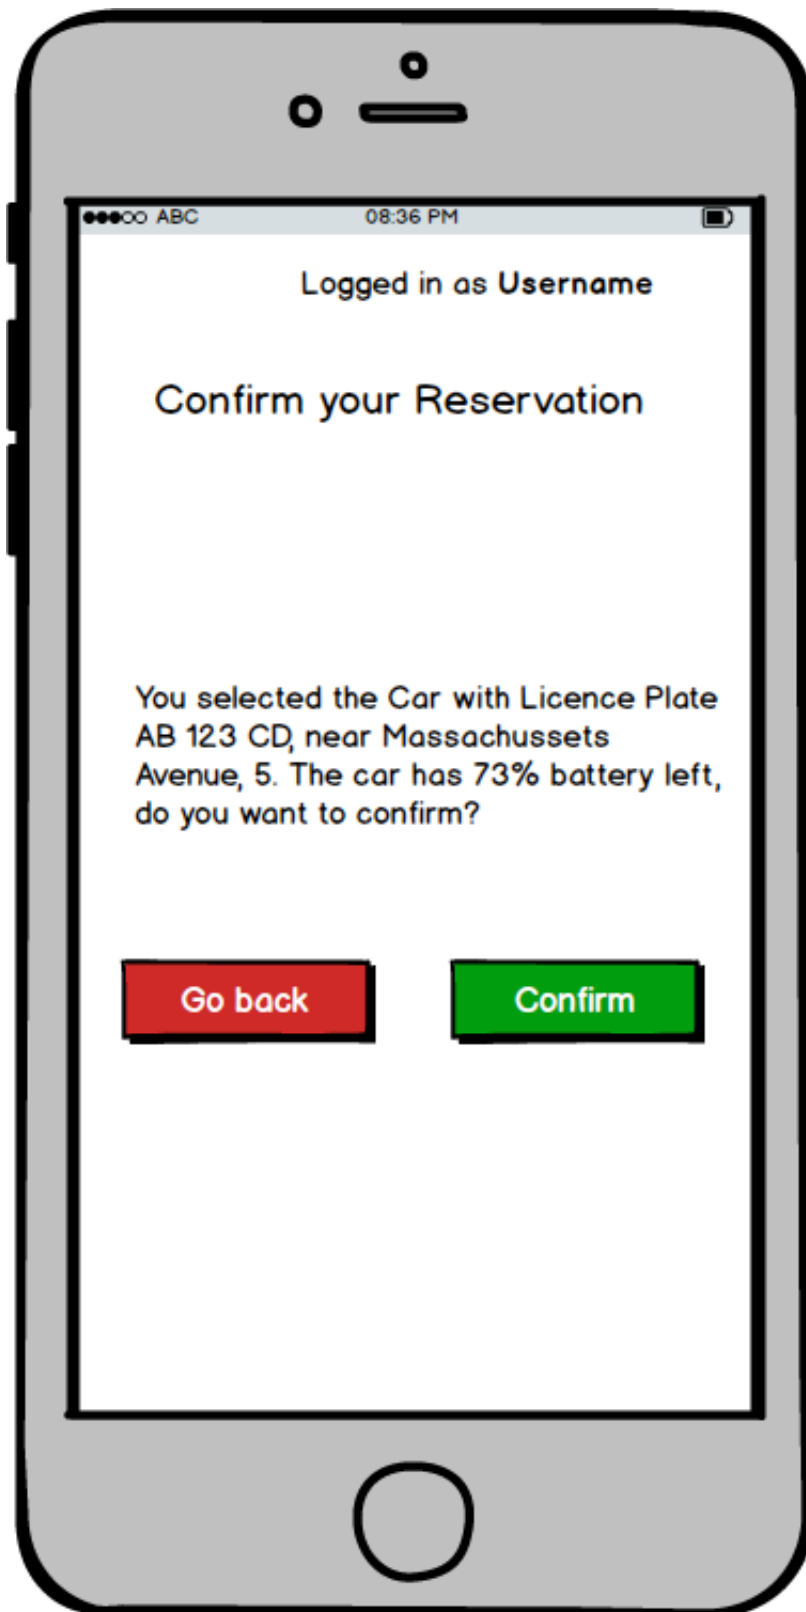 ABC 08:36 PM
Logged in as Username
Confirm your Reservation
You selected the Car with Licence Plate
AB 123 CD, near Massachussets
Avenue, 5. The car has 73% battery left,
do you want to confirm?
Go back Confirm